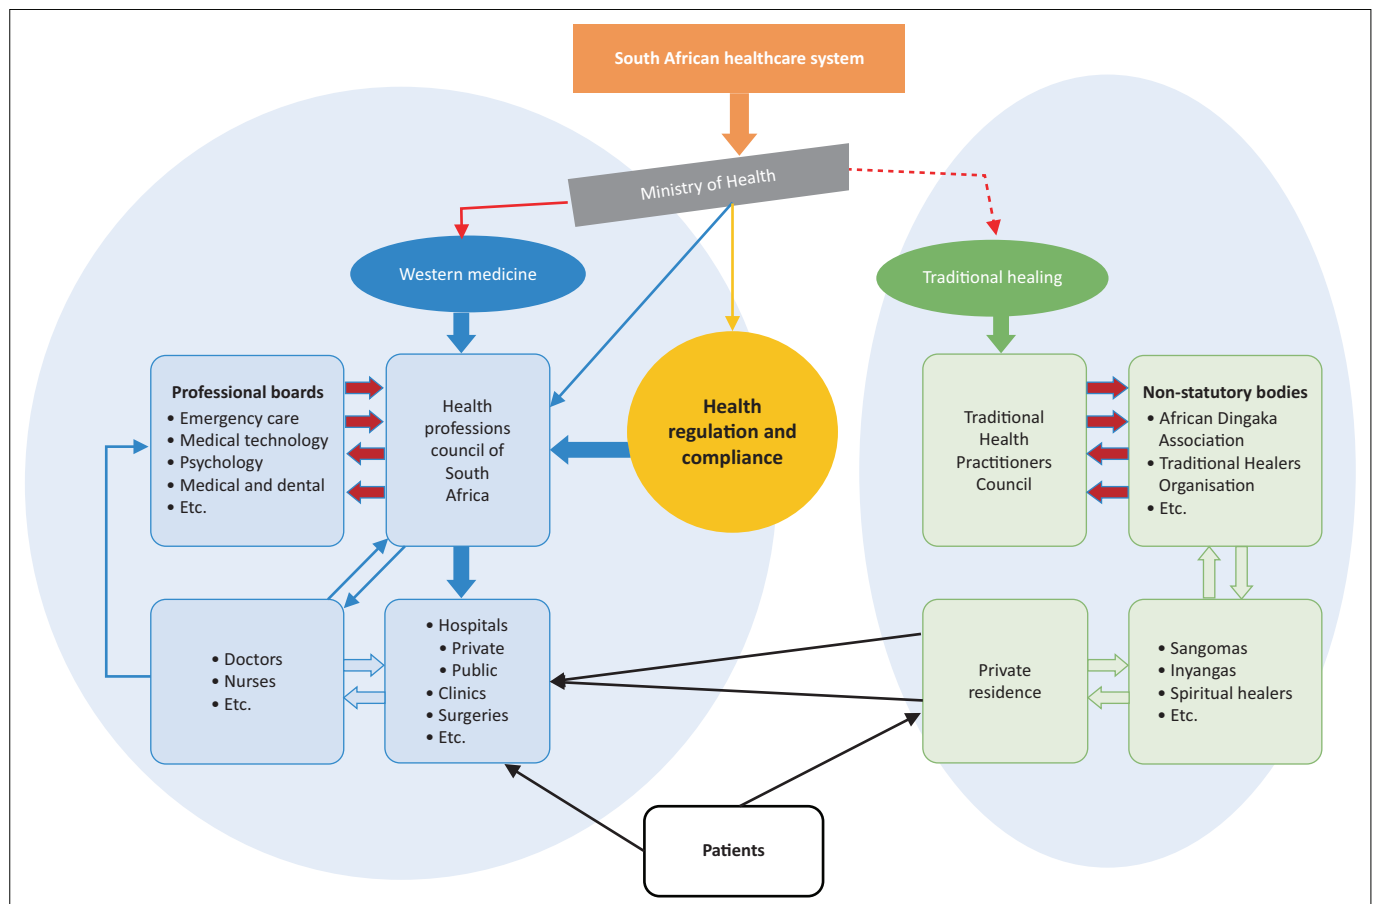 South African healthcare system
Ministry of Health
Western medicine
Traditional healing
Professional boards
• Emergency care
• Medical technology
• Psychology
• Medical and dental
• Etc.
Health
professions
council of
South
Africa
Health
regulation and
compliance
Traditional
Health
Practitioners
Council
Non-statutory bodies
• African Dingaka
Association
• Traditional Healers
Organisation
• Etc.
• Doctors
• Nurses
• Etc.
• Hospitals
• Private
• Public
• Clinics
• Surgeries
• Etc.
Private
residence
• Sangomas
• Inyangas
• Spiritual healers
• Etc.
Patients